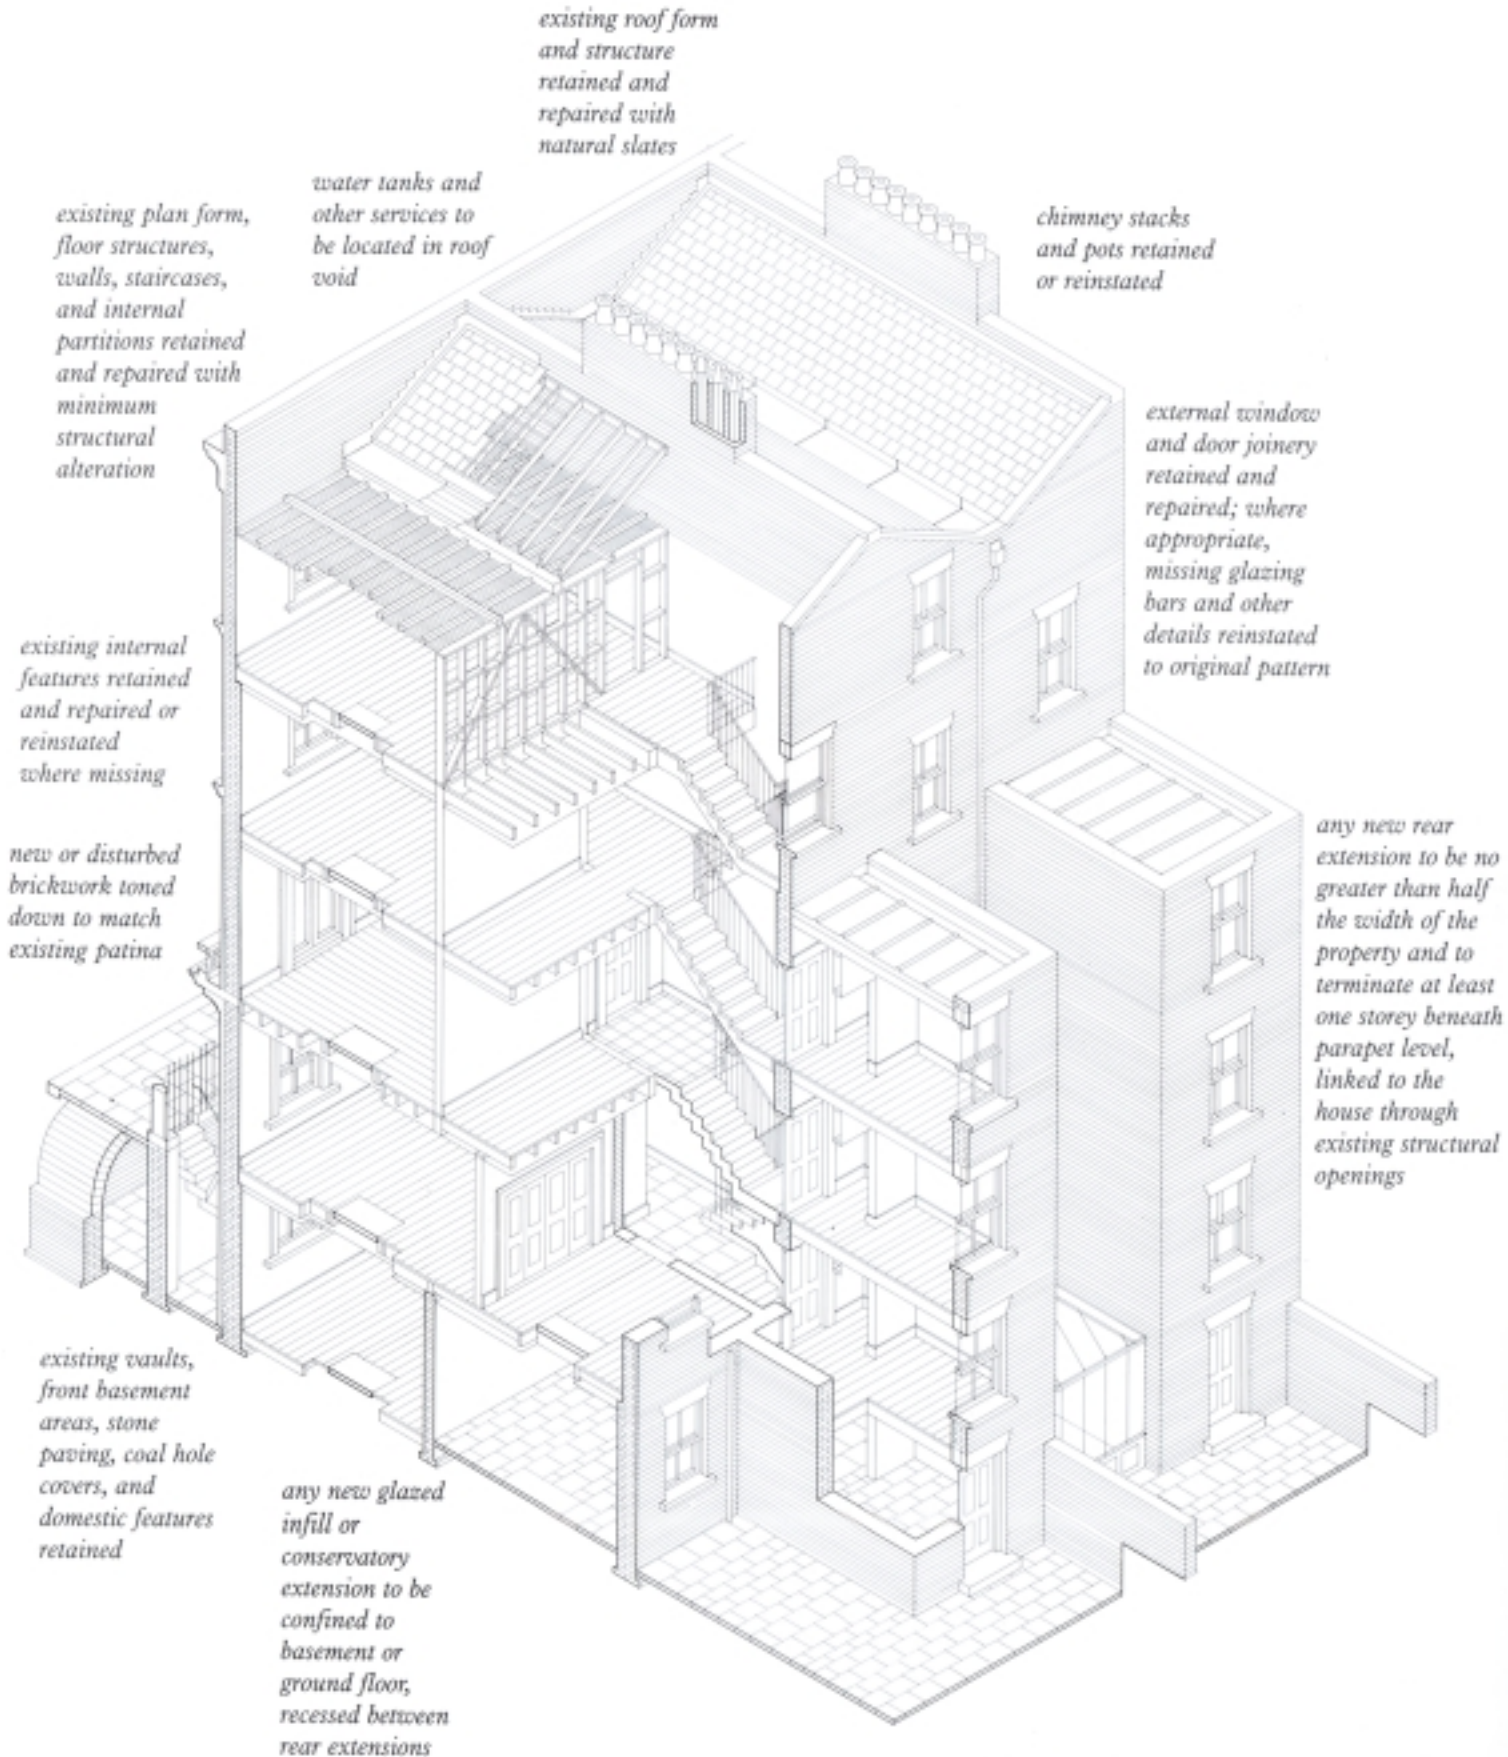 existing roof form
and structure
retained and
repaired with
natural slates
water tanks and
other services to
be located in roof
void
existing plan form,
floor structures,
walls, staircases,
and internal
partitions retained
and repaired with
minimum
structural
alteration
chimney stacks
and pots retained
or reinstated
external window
and door joinery
retained and
repaired; where
appropriate,
missing glazing
bars and other
details reinstated
to original pattern
existing internal
features retained
and repaired or
reinstated
where missing
new or disturbed
brickwork toned
down to match
existing patina
any new rear
extension to be no
greater than half
the width of the
property and to
terminate at least
one storey beneath
parapet level,
linked to the
house through
existing structural
openings
existing vaults,
front basement
areas, stone
paving, coal hole
covers, and
domestic features
retained
any new glazed
infill or
conservatory
extension to be
confined to
basement or
ground floor,
recessed between
rear extensions